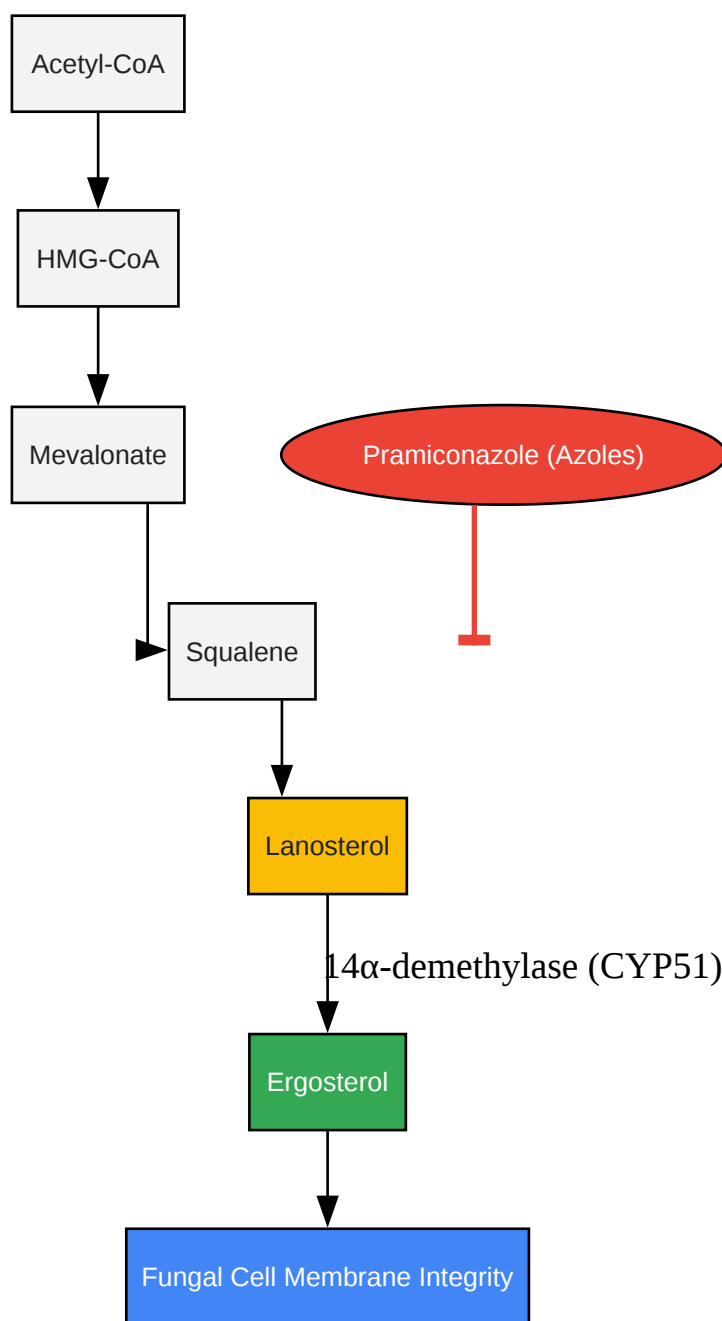 Acetyl-CoA
HMG-CoA
Mevalonate
Pramiconazole (Azoles)
Squalene
Lanosterol
14α-demethylase (CYP51)
Ergosterol
Fungal Cell Membrane Integrity